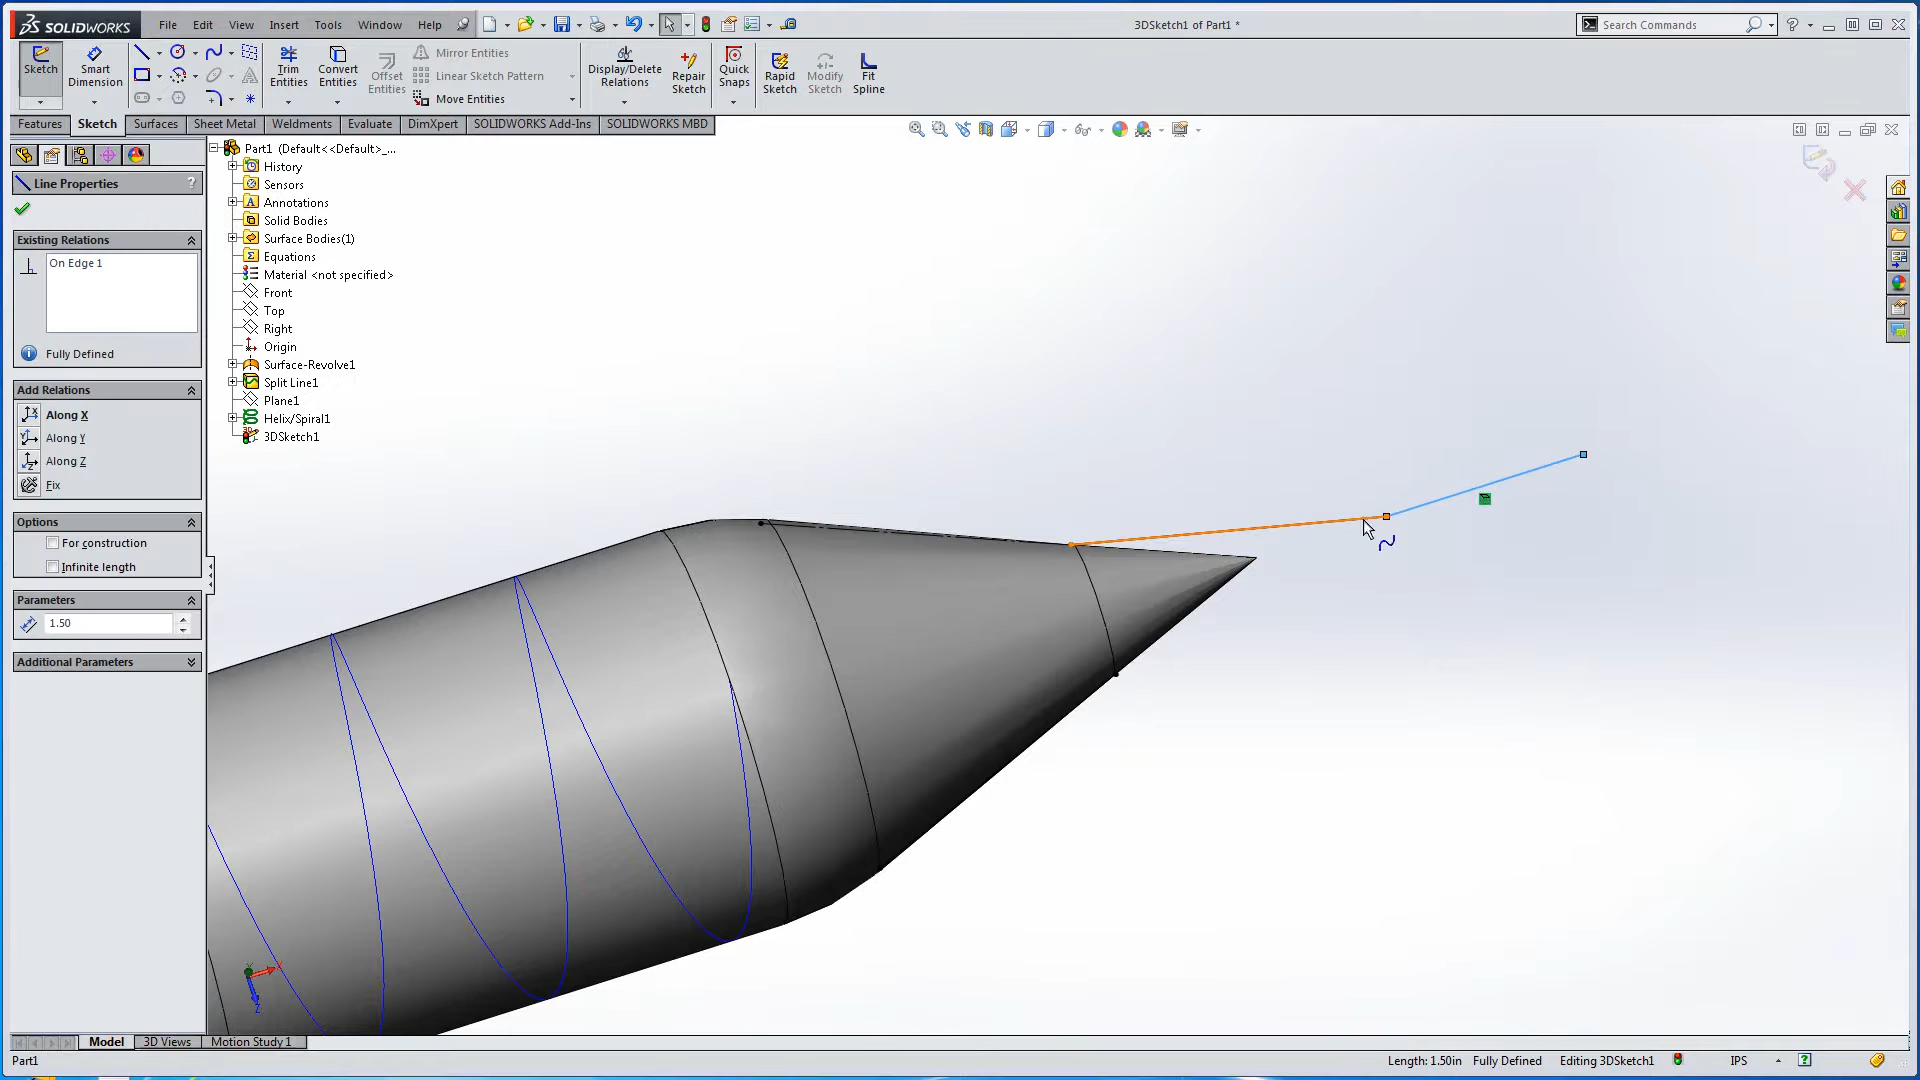 SOLIDWORKS File Edit View Insert Tools Window Help 3DSketch1 of Part1 * Search Commands
Sketch Smart Dimension Trim Entities Convert Entities Offset Entities Mirror Entities Linear Sketch Pattern Move Entities Display/Delete Relations Repair Sketch Quick Snaps Rapid Sketch Modify Sketch Fit Spline
Features Sketch Surfaces Sheet Metal Weldments Evaluate DimXpert SOLIDWORKS Add-Ins SOLIDWORKS MBD
Line Properties ?
Existing Relations
On Edge 1
Fully Defined
Add Relations
Along X
Along Y
Along Z
Fix
Options
For construction
Infinite length
Parameters
1.50
Additional Parameters
Part1 (Default<<Default>_...
History
Sensors
Annotations
Solid Bodies
Surface Bodies(1)
Equations
Material <not specified>
Front
Top
Right
Origin
Surface-Revolve1
Split Line1
Plane1
Helix/Spiral1
3DSketch1
X
Z
Model 3D Views Motion Study 1
Part1 Length: 1.50in Fully Defined Editing 3DSketch1 IPS